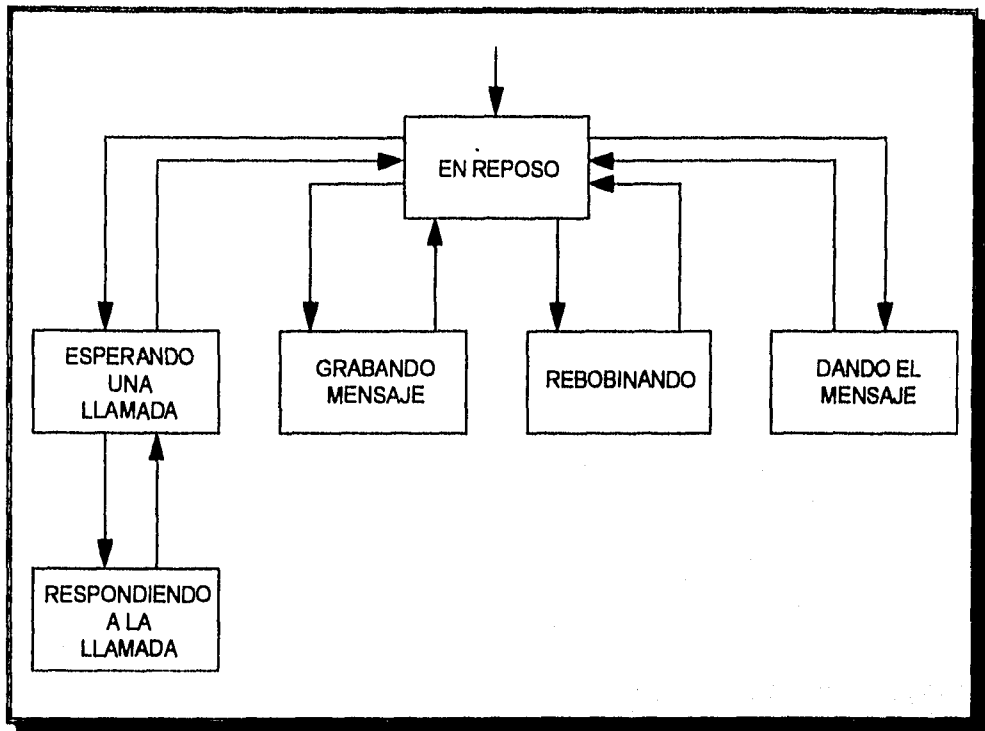 EN REPOSO
ESPERANDO
UNA
LLAMADA
GRABANDO
MENSAJE
REBOBINANDO
DANDO EL
MENSAJE
RESPONDIENDO
A LA
LLAMADA